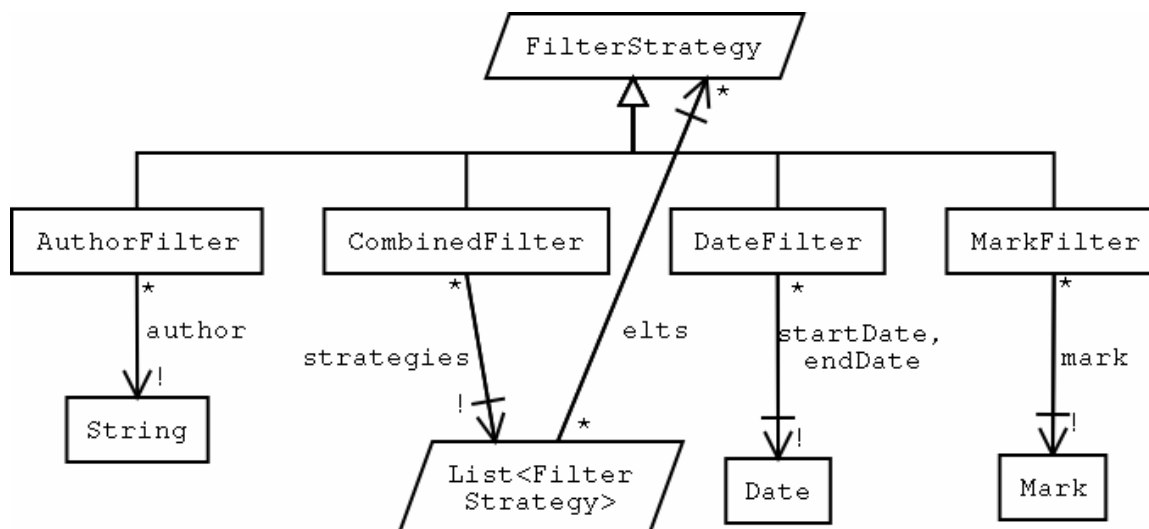 FilterStrategy
*
AuthorFilter
CombinedFilter
DateFilter
MarkFilter
*
*
*
*
author
strategies
elts
startDate,
endDate
mark
!
!
*
!
!
String
List<Filter
Strategy>
Date
Mark